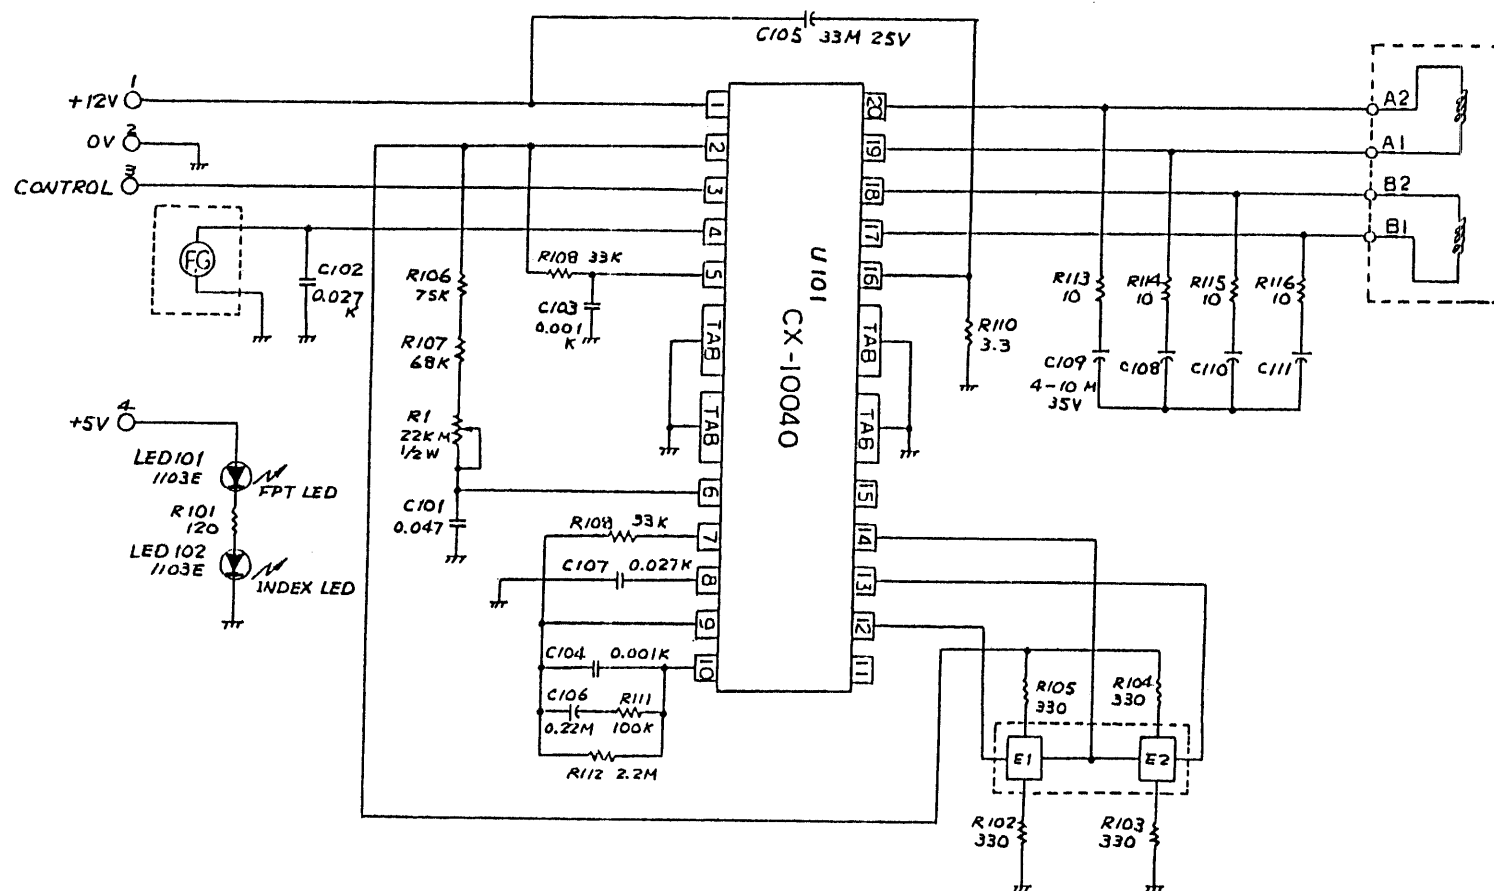 C105 33M 25V
1
+12V
2
0V
3
CONTROL
FG
C102
0.027
K
R106
75K
R107
68K
R1
22K M
1/2W
C101
0.047
R108 33K
C103
0.001
K
4
+5V
LED101
1103E
FPT LED
R101
120
LED102
1103E
INDEX LED
R108 33K
C107 0.027K
C104 0.001K
C106
0.22M
R111
100K
R112 2.2M
1
2
3
4
5
TAB
TAB
6
7
8
9
10
U101
CX-10040
20
19
18
17
16
TAB
TAB
15
14
13
12
11
R110
3.3
A2
A1
B2
B1
R113
10
R114
10
R115
10
R116
10
C109
4-10 M
35V
C108
C110
C111
R105
330
R104
330
E1
E2
R102
330
R103
330